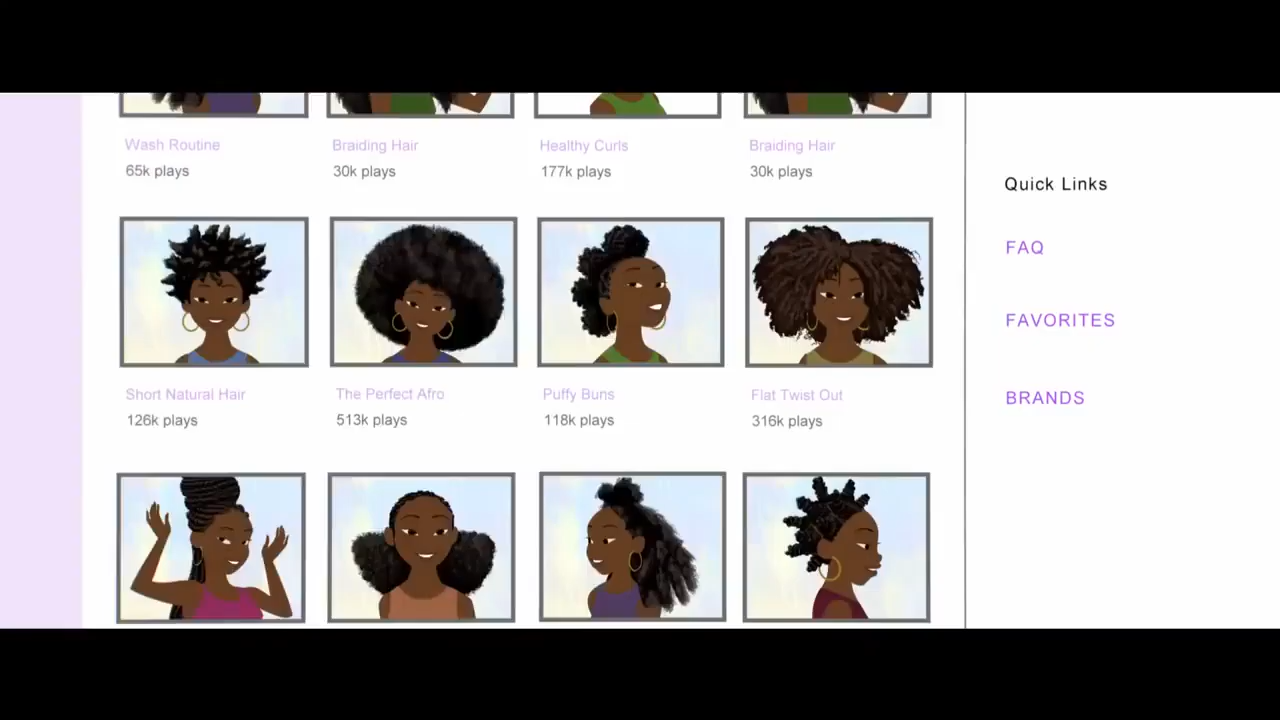 Wash Routine
65k plays
Braiding Hair
30k plays
Healthy Curls
177k plays
Braiding Hair
30k plays
Short Natural Hair
126k plays
The Perfect Afro
513k plays
Puffy Buns
118k plays
Flat Twist Out
316k plays
Quick Links
FAQ
FAVORITES
BRANDS